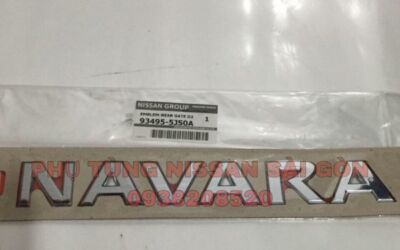 NISSAN GROUP
EMBLEM-REAR GATE
1
93495-5JS0A
PHỤ TÙNG NISSAN SÀI GÒN
NAVARA
0938208520